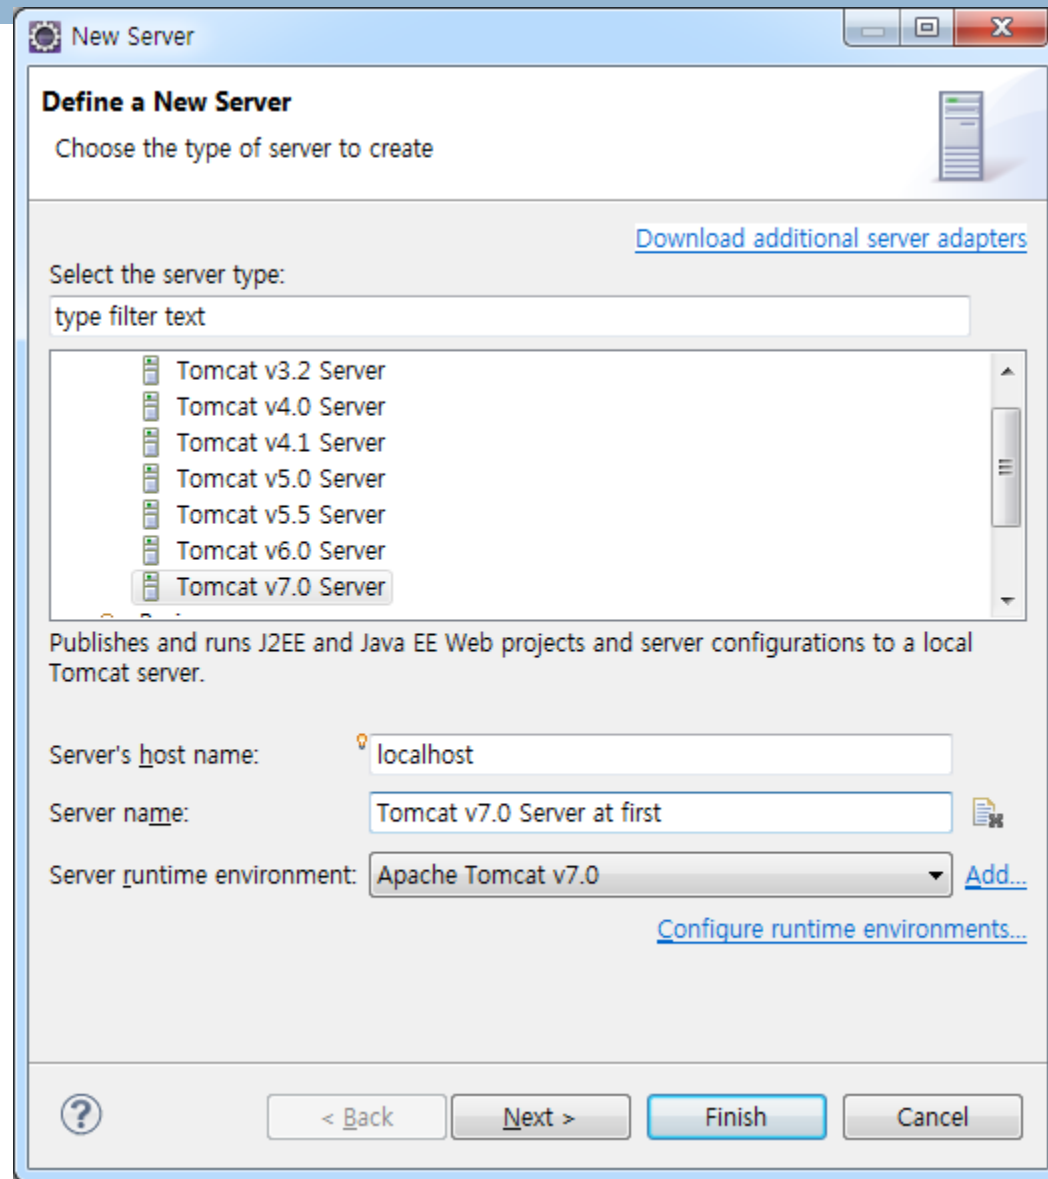 New Server
Define a New Server
Choose the type of server to create
Download additional server adapters
Select the server type:
type filter text
Tomcat v3.2 Server
Tomcat v4.0 Server
Tomcat v4.1 Server
Tomcat v5.0 Server
Tomcat v5.5 Server
Tomcat v6.0 Server
Tomcat v7.0 Server
Publishes and runs J2EE and Java EE Web projects and server configurations to a local
Tomcat server.
Server's host name: localhost
Server name: Tomcat v7.0 Server at first
Server runtime environment: Apache Tomcat v7.0 Add...
Configure runtime environments...
< Back Next > Finish Cancel